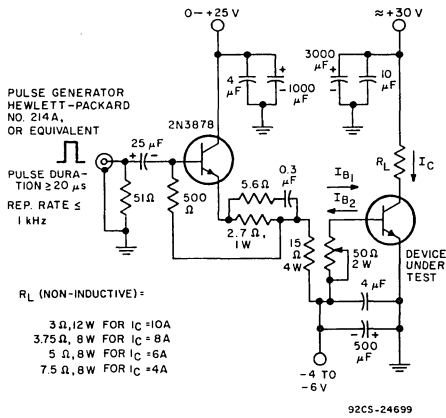 0–+25 V
≈+30 V
4 μF
+
–1000 μF
3000 μF
+
–
10 μF
PULSE GENERATOR
HEWLETT-PACKARD
NO. 214A,
OR EQUIVALENT
2N3878
25 μF
+ –
PULSE DURA-
TION ≥20 μs
REP. RATE ≤
1 kHz
51Ω
500 Ω
5.6Ω
0.3 μF
2.7 Ω,
1W
IB1
IB2
RL
IC
15 Ω
4W
50Ω
2 W
DEVICE
UNDER
TEST
4 μF
– +
500 μF
–4 TO
–6V
RL (NON-INDUCTIVE)=
3 Ω,12W FOR IC=10A
3.75Ω, 8W FOR IC=8A
5 Ω,8W FOR IC=6A
7.5Ω,8W FOR IC=4A
92CS-24699